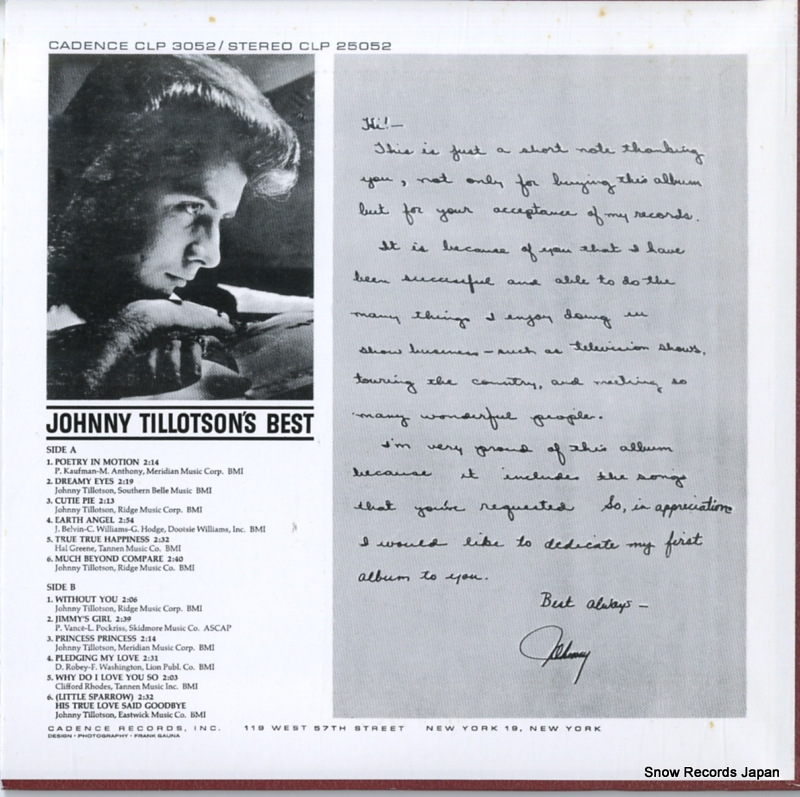 CADENCE CLP 3052/STEREO CLP 25052
JOHNNY TILLOTSON'S BEST
SIDE A
1. POETRY IN MOTION 2:14
P. Kaufman-M. Anthony, Meridian Music Corp. BMI
2. DREAMY EYES 2:19
Johnny Tillotson, Southern Belle Music BMI
3. CUTIE PIE 2:13
Johnny Tillotson, Ridge Music Corp. BMI
4. EARTH ANGEL 2:54
J. Belvin-C. Williams-G. Hodge, Dootsie Williams, Inc. BMI
5. TRUE TRUE HAPPINESS 2:32
Hal Greene, Tannen Music Co. BMI
6. MUCH BEYOND COMPARE 2:40
Johnny Tillotson, Ridge Music Co. BMI
SIDE B
1. WITHOUT YOU 2:06
Johnny Tillotson, Ridge Music Corp. BMI
2. JIMMY'S GIRL 2:39
P. Vance-L. Pockriss, Skidmore Music Co. ASCAP
3. PRINCESS PRINCESS 2:14
Johnny Tillotson, Meridian Music Corp. BMI
4. PLEDGING MY LOVE 2:31
D. Robey-F. Washington, Lion Publ. Co. BMI
5. WHY DO I LOVE YOU SO 2:03
Clifford Rhodes, Tannen Music Inc. BMI
6. (LITTLE SPARROW) 2:32
HIS TRUE LOVE SAID GOODBYE
Johnny Tillotson, Eastwick Music Co. BMI
Hi!—
This is just a short note thanking
you, not only for buying this album
but for your acceptance of my records.
It is because of you that I have
been successful and able to do the
many things I enjoy doing in
show business – such as television shows,
touring the country, and meeting so
many wonderful people.
I'm very proud of this album
because it includes the songs
that you've requested So, in appreciation
I would like to dedicate my first
album to you.
Best always —
Johnny
CADENCE RECORDS, INC. 119 WEST 57TH STREET NEW YORK 19, NEW YORK
DESIGN • PHOTOGRAPHY • FRANK GAUNA
Snow Records Japan